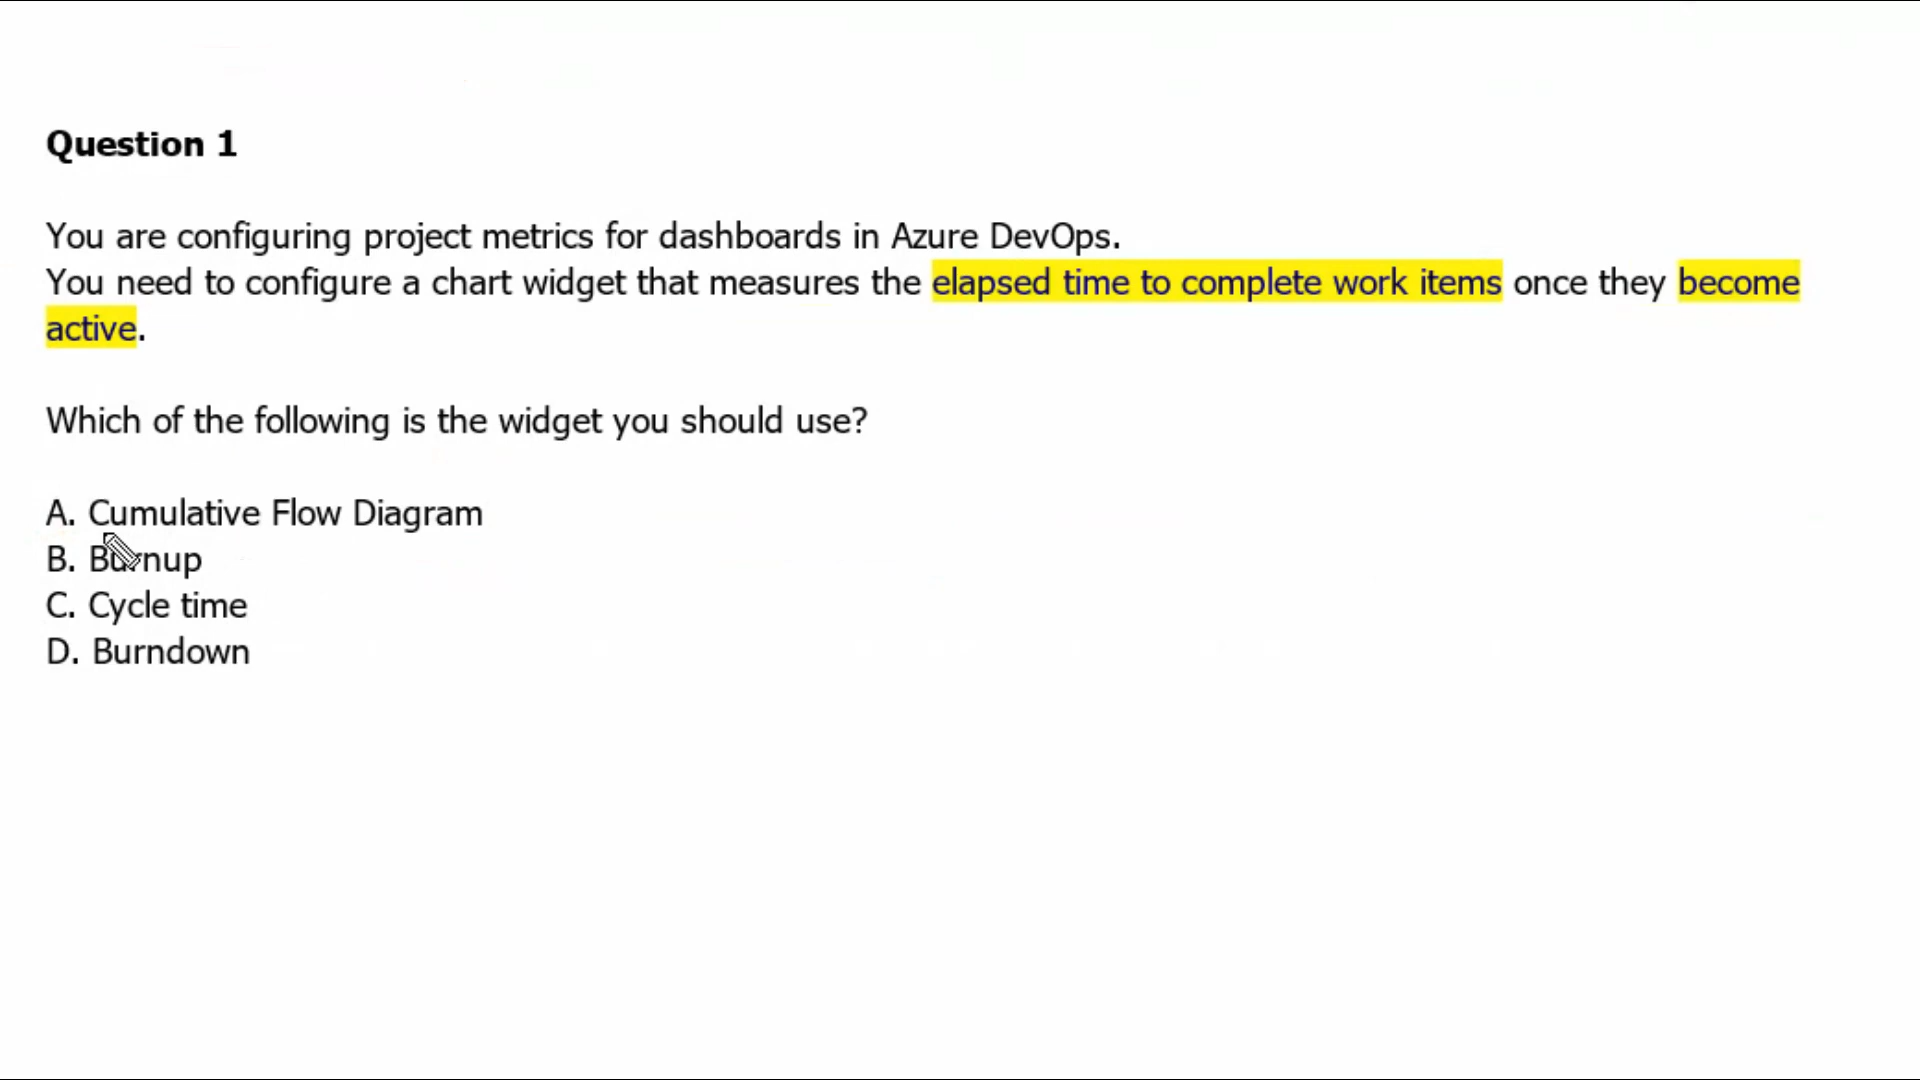 Question 1
You are configuring project metrics for dashboards in Azure DevOps.
You need to configure a chart widget that measures the elapsed time to complete work items once they become
active.
Which of the following is the widget you should use?
A. Cumulative Flow Diagram
B. Burnup
C. Cycle time
D. Burndown